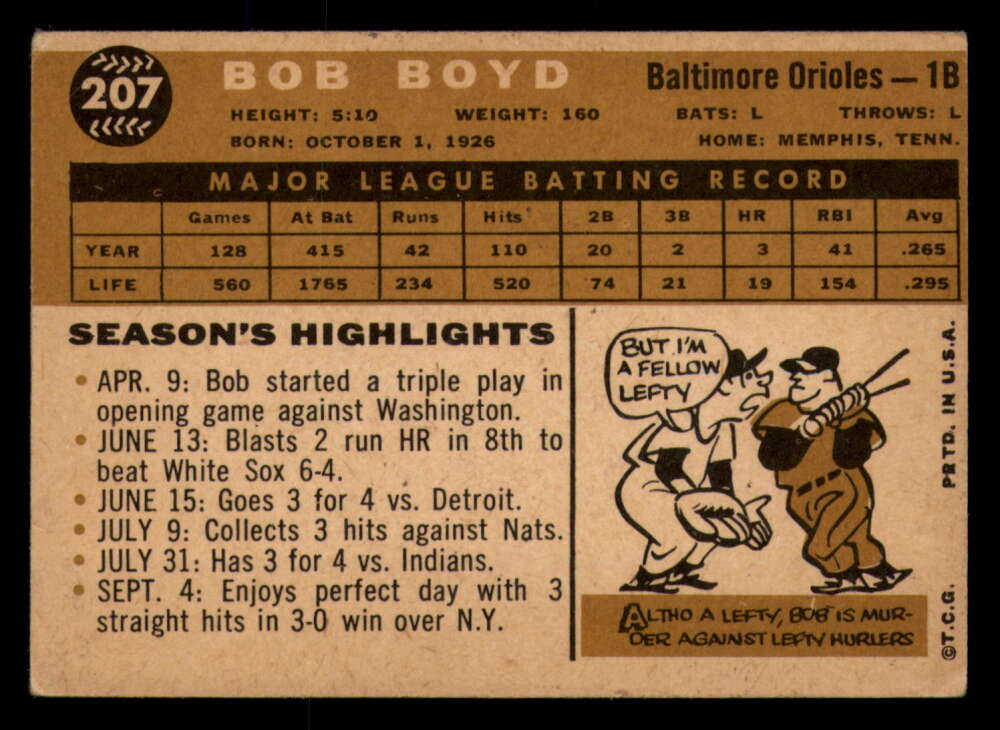 207
BOB BOYD
Baltimore Orioles — 1B
HEIGHT: 5:10 WEIGHT: 160 BATS: L THROWS: L
BORN: OCTOBER 1, 1926 HOME: MEMPHIS, TENN.
MAJOR LEAGUE BATTING RECORD
Games At Bat Runs Hits 2B 3B HR RBI Avg
YEAR 128 415 42 110 20 2 3 41 .265
LIFE 560 1765 234 520 74 21 19 154 .295
SEASON'S HIGHLIGHTS
• APR. 9: Bob started a triple play in
opening game against Washington.
• JUNE 13: Blasts 2 run HR in 8th to
beat White Sox 6-4.
• JUNE 15: Goes 3 for 4 vs. Detroit.
• JULY 9: Collects 3 hits against Nats.
• JULY 31: Has 3 for 4 vs. Indians.
• SEPT. 4: Enjoys perfect day with 3
straight hits in 3-0 win over N.Y.
BUT I'M
A FELLOW
LEFTY
ALTHO A LEFTY, BOB IS MUR-
DER AGAINST LEFTY HURLERS
©T.C.G. PRTD. IN U.S.A.